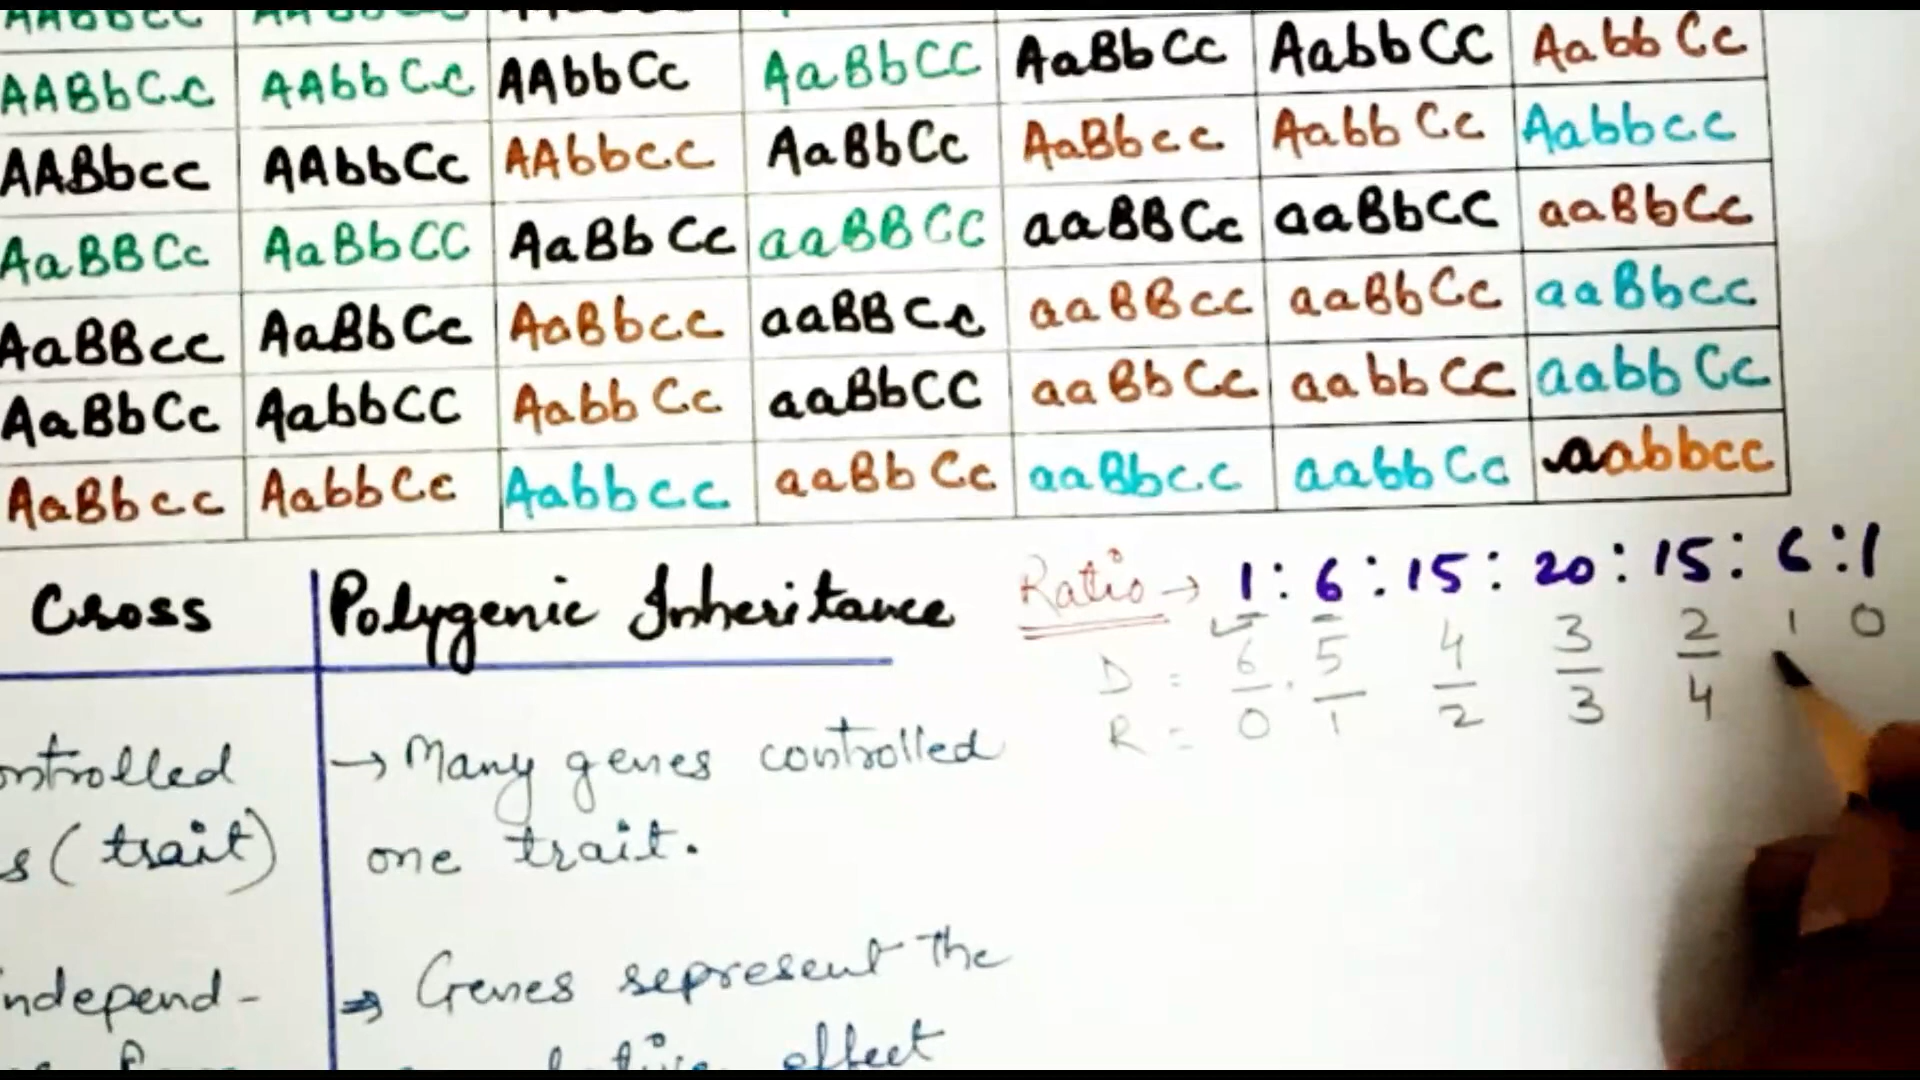 AABbCc AAbbCc AAbbCc AaBbCC AaBbCc AabbCC AabbCc
AABbcc AAbbCc AAbbcc AaBbCc AaBbcc AabbCc Aabbcc
AaBBCc AaBbCC AaBbCc aaBBCC aaBBCc aaBbCC aaBbCc
AaBBcc AaBbCc AaBbcc aaBBCc aaBBcc aaBbCc aaBbcc
AaBbCc AabbCC AabbCc aaBbCC aaBbCc aabbCC aabbCc
AaBbcc AabbCc Aabbcc aaBbCc aaBbcc aabbCc aabbcc
Ratio → 1 : 6 : 15 : 20 : 15 : 6 : 1
D = 6 5 4 3 2 1 0
R = 0 1 2 3 4
Cross
Polygenic Inheritance
ontrolled
s (trait)
independ-
→ Many genes controlled
one trait.
⇒ Genes represent the
effect